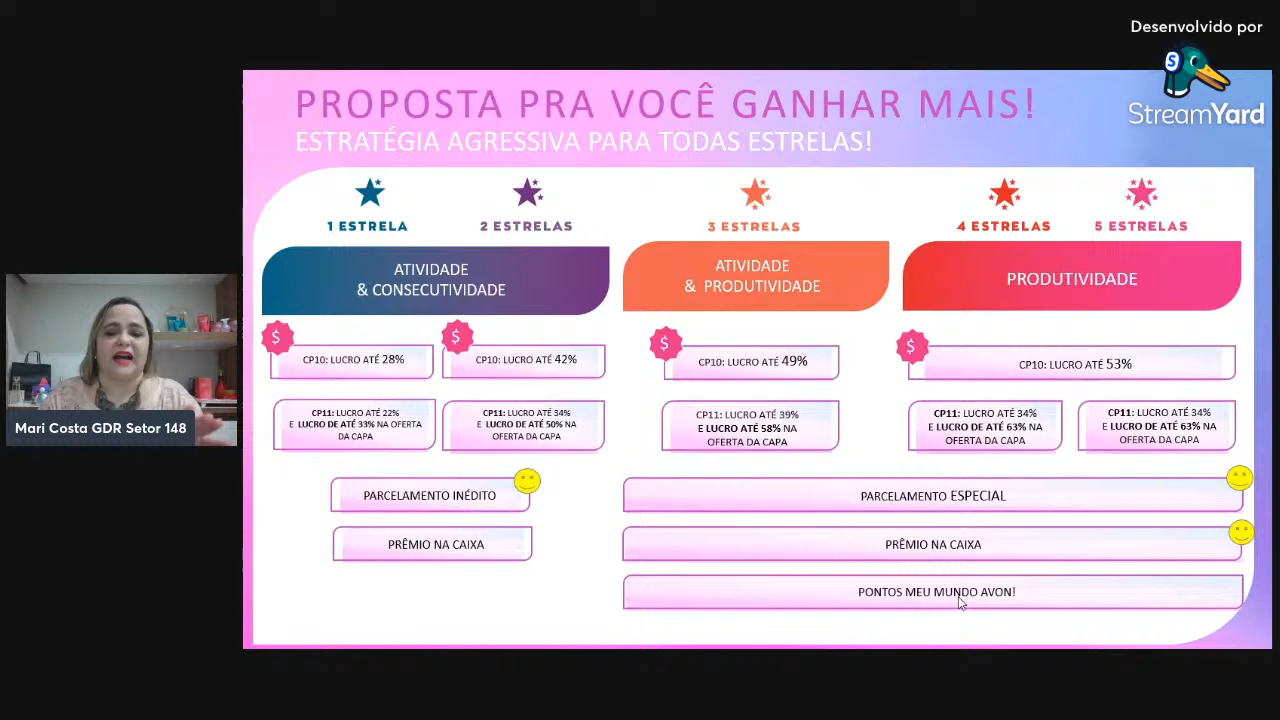 Desenvolvido por
StreamYard
PROPOSTA PRA VOCÊ GANHAR MAIS!
ESTRATÉGIA AGRESSIVA PARA TODAS ESTRELAS!
1 ESTRELA
2 ESTRELAS
3 ESTRELAS
4 ESTRELAS
5 ESTRELAS
ATIVIDADE
& CONSECUTIVIDADE
ATIVIDADE
& PRODUTIVIDADE
PRODUTIVIDADE
$
CP10: LUCRO ATÉ 28%
$
CP10: LUCRO ATÉ 42%
$
CP10: LUCRO ATÉ 49%
$
CP10: LUCRO ATÉ 53%
CP11: LUCRO ATÉ 22%
E LUCRO DE ATÉ 33% NA OFERTA
DA CAPA
CP11: LUCRO ATÉ 34%
E LUCRO DE ATÉ 50% NA
OFERTA DA CAPA
CP11: LUCRO ATÉ 39%
E LUCRO ATÉ 58% NA
OFERTA DA CAPA
CP11: LUCRO ATÉ 34%
E LUCRO DE ATÉ 63% NA
OFERTA DA CAPA
CP11: LUCRO ATÉ 34%
E LUCRO DE ATÉ 63% NA
OFERTA DA CAPA
PARCELAMENTO INÉDITO
PARCELAMENTO ESPECIAL
PRÊMIO NA CAIXA
PRÊMIO NA CAIXA
PONTOS MEU MUNDO AVON!
Mari Costa GDR Setor 148